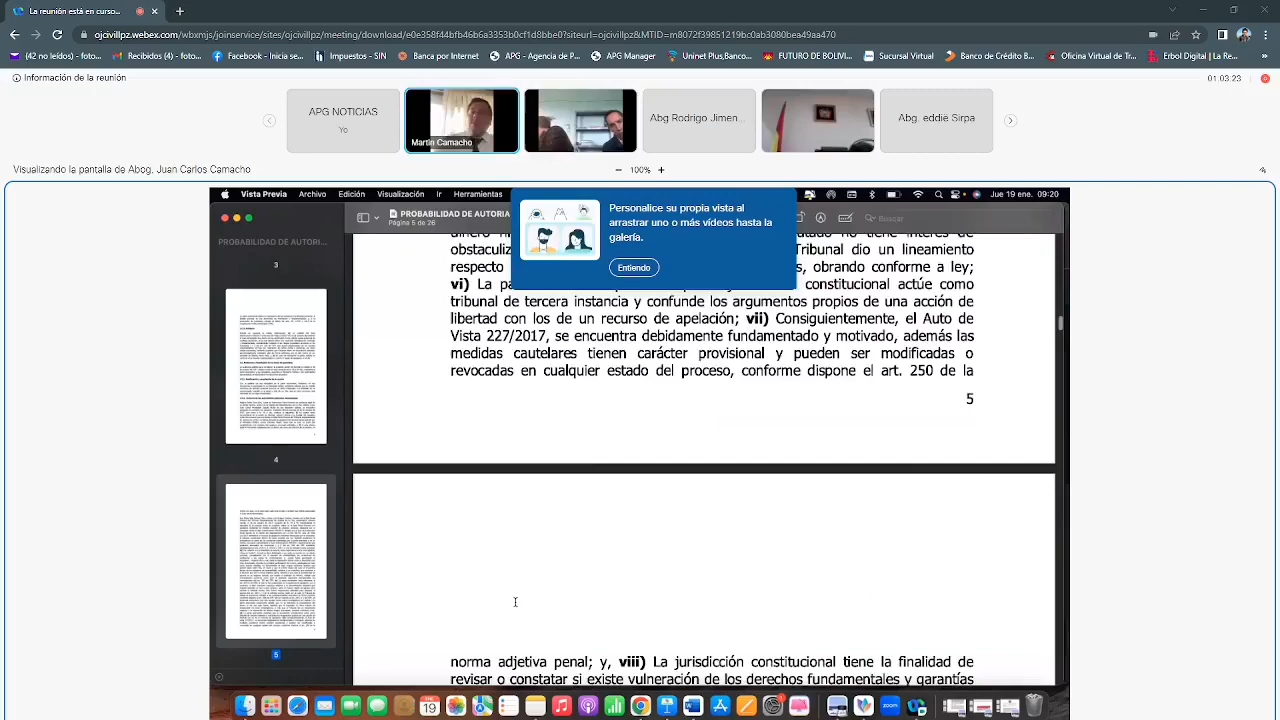 La reunión está en curso.
ojcivillpz.webex.com/wbxmjs/joinservice/sites/ojcivillpz/meeting/download/e0e358f44ffb46b6a386330cf1d8bbe0?siteurl=ojcivillpz&MTID=m8072f39851219bc0ab3080bea49aa470
(42 no leídos) - foto...
Recibidos (4) - foto...
Facebook - Inicia se...
Impuestos - SIN
Banca por Internet
APG - Agencia de P...
APG Manager
Uninet Plus,Banco...
FUTURO DE BOLIVI...
Sucursal Virtual
Banco de Crédito -...
Oficina Virtual de Tr...
Erbol Digital | La Pa...
»
Información de la reunión
01:03:23
APG NOTICIAS
Yo
Martin Camacho
Abg Rodrigo Jimen...
Abg. eddie Sirpa
Visualizando la pantalla de Abog. Juan Carlos Camacho
− 100% +
Vista Previa Archivo Edición Visualización Ir Herramientas
Jue 19 ene. 09:20
Personalice su propia vista al
arrastrar uno o más vídeos hasta la
galería.
Entiendo
PROBABILIDAD DE AUTORIA
Página 5 de 26
Buscar
PROBABILIDAD DE AUTORI...
3
4
5
obstaculiz Tribunal dio un lineamiento
respecto s, obrando conforme a ley;
vi) La pa constitucional actúe como
tribunal de tercera instancia y confunde los argumentos propios de una acción de
libertad con los de un recurso de casación; vii) Consiguientemente, el Auto de
Vista 227/2017, se encuentra debidamente fundamentado y motivado, además las
medidas cautelares tienen carácter provisional y pueden ser modificadas o
revocadas en cualquier estado del proceso, conforme dispone el art. 250 de la
5
norma adjetiva penal; y, viii) La jurisdicción constitucional tiene la finalidad de
revisar o constatar si existe vulneración de los derechos fundamentales y garantías
19
zoom